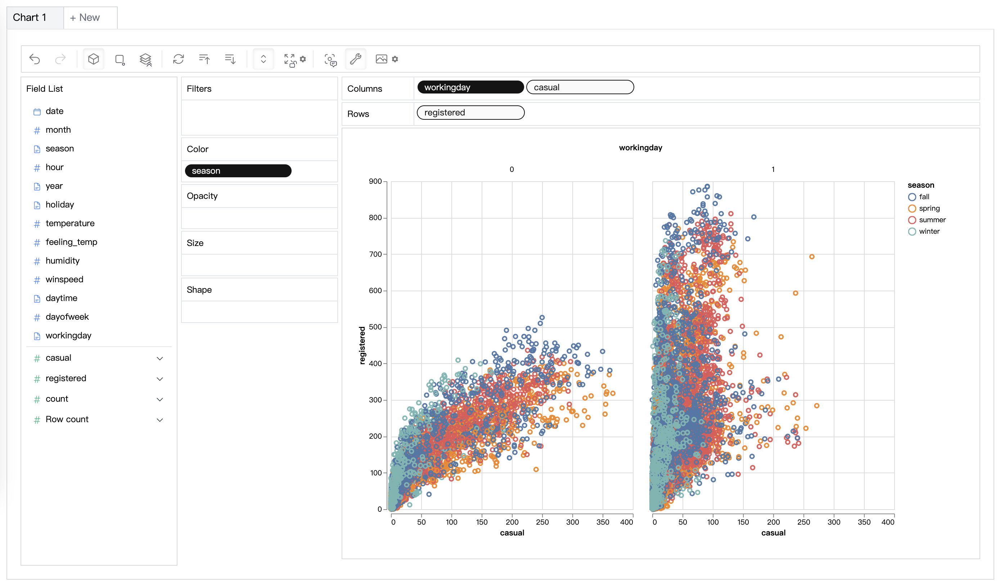 Chart 1
+ New
Field List
date
month
season
hour
year
holiday
temperature
feeling_temp
humidity
winspeed
daytime
dayofweek
workingday
casual
registered
count
Row count
Filters
Color
season
Opacity
Size
Shape
Columns
workingday
casual
Rows
registered
workingday
0
1
registered
900
800
700
600
500
400
300
200
100
0
0 50 100 150 200 250 300 350 400
casual
0 50 100 150 200 250 300 350 400
casual
season
fall
spring
summer
winter